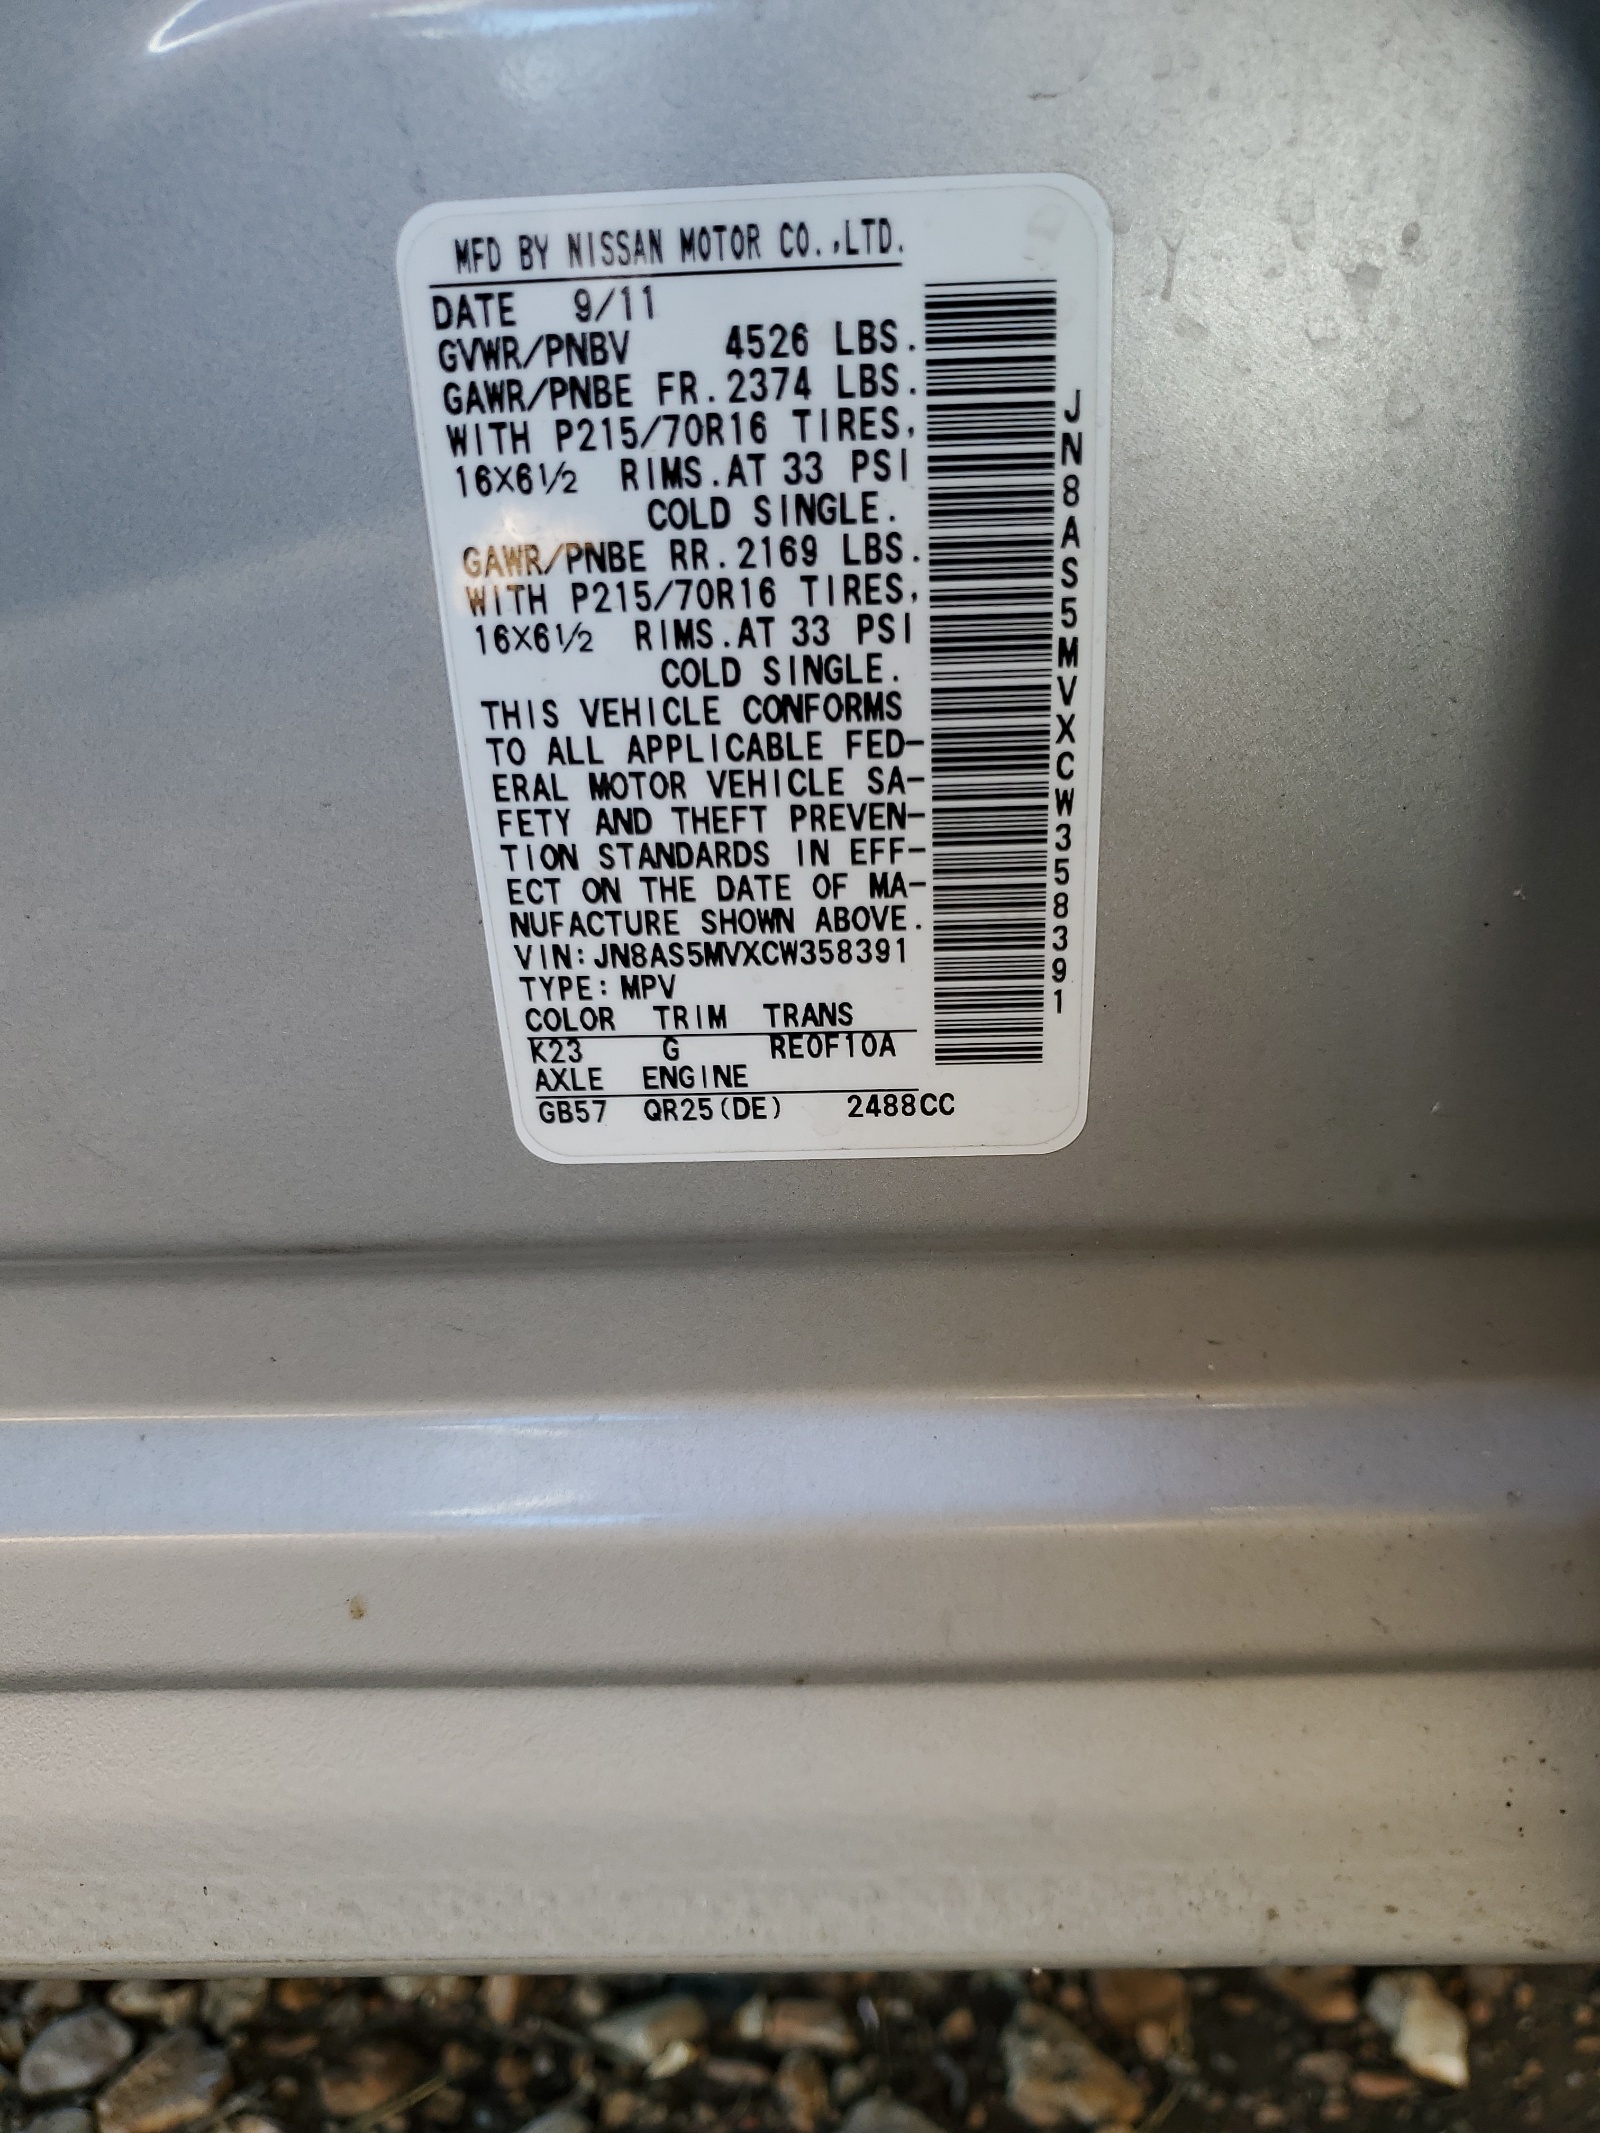 MFD BY NISSAN MOTOR CO.,LTD.
DATE 9/11
GVWR/PNBV 4526 LBS.
GAWR/PNBE FR.2374 LBS.
WITH P215/70R16 TIRES,
16X6½ RIMS.AT 33 PSI
COLD SINGLE.
GAWR/PNBE RR.2169 LBS.
WITH P215/70R16 TIRES,
16X6½ RIMS.AT 33 PSI
COLD SINGLE.
THIS VEHICLE CONFORMS
TO ALL APPLICABLE FED-
ERAL MOTOR VEHICLE SA-
FETY AND THEFT PREVEN-
TION STANDARDS IN EFF-
ECT ON THE DATE OF MA-
NUFACTURE SHOWN ABOVE.
VIN:JN8AS5MVXCW358391
TYPE:MPV
COLOR TRIM TRANS
K23 G RE0F10A
AXLE ENGINE
GB57 QR25(DE) 2488CC
JN8AS5MVXCW358391